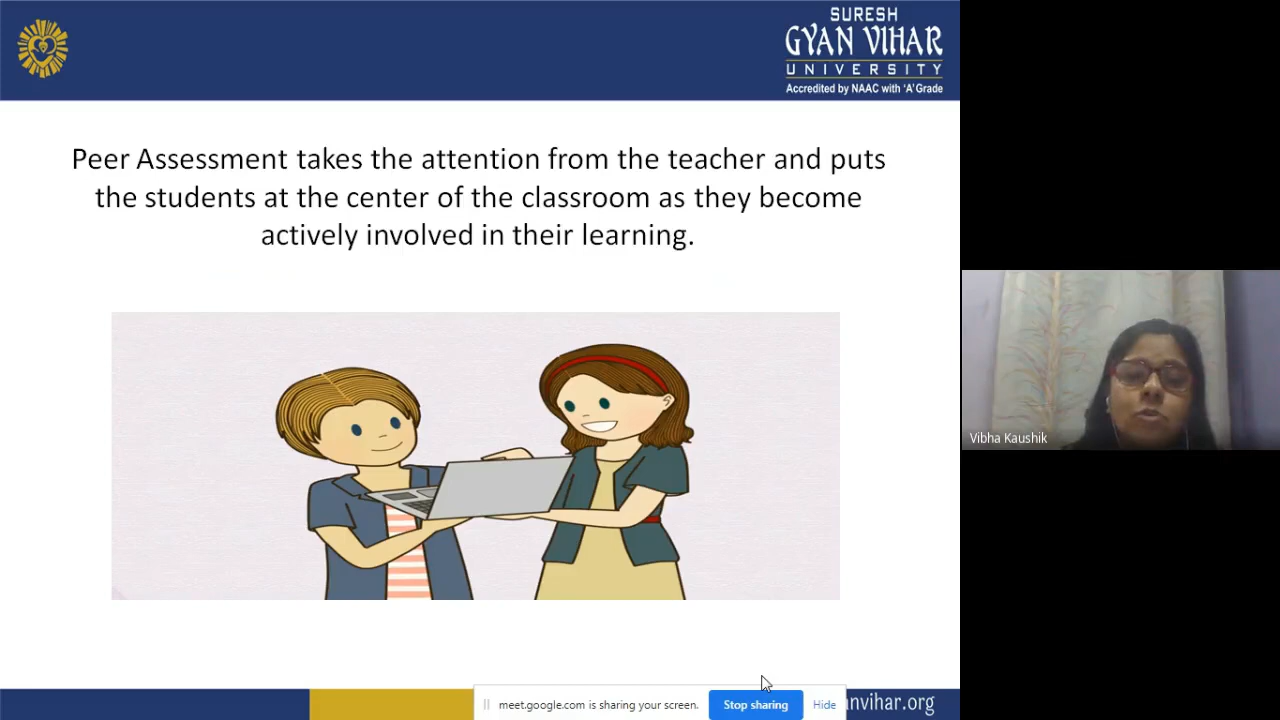 SURESH
GYAN VIHAR
UNIVERSITY
Accredited by NAAC with 'A' Grade
Peer Assessment takes the attention from the teacher and puts
the students at the center of the classroom as they become
actively involved in their learning.
Vibha Kaushik
meet.google.com is sharing your screen.
Stop sharing
Hide
anvihar.org